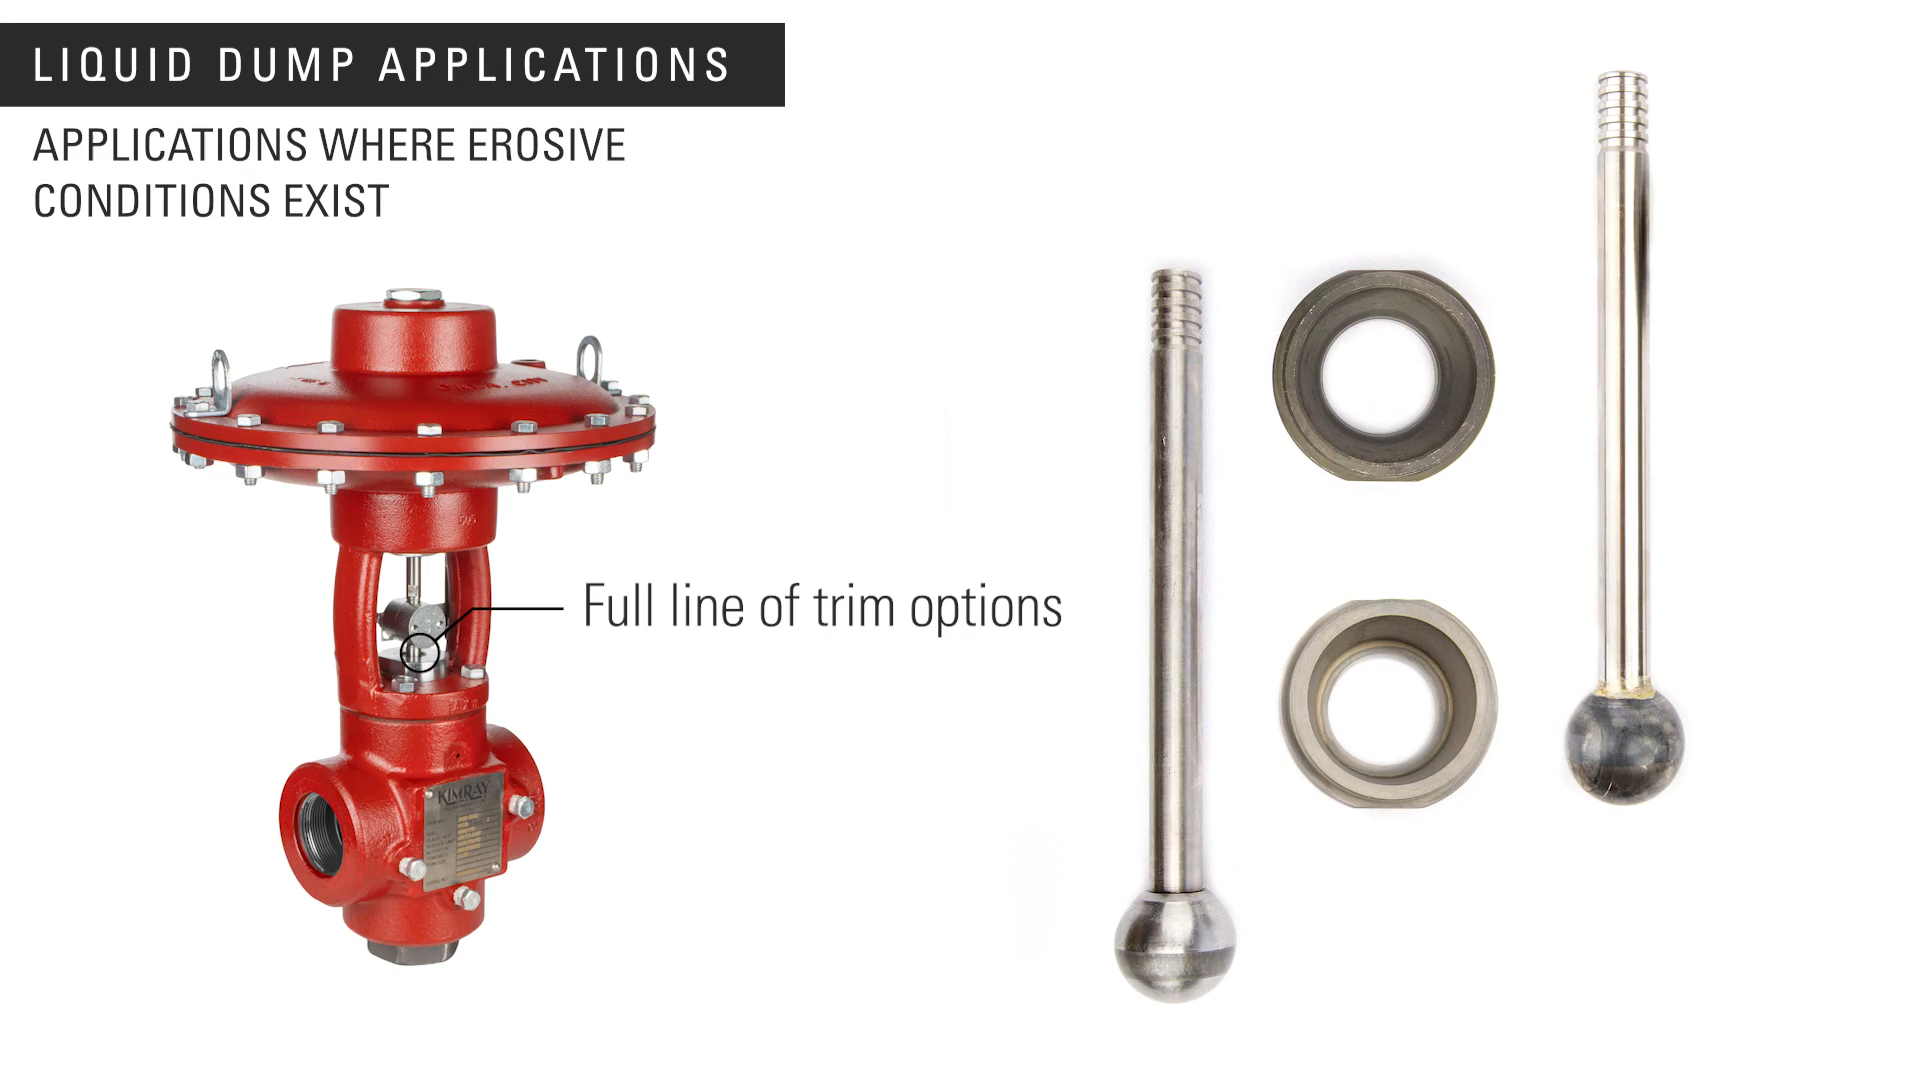 LIQUID DUMP APPLICATIONS
APPLICATIONS WHERE EROSIVE
CONDITIONS EXIST
Full line of trim options
KIMRAY